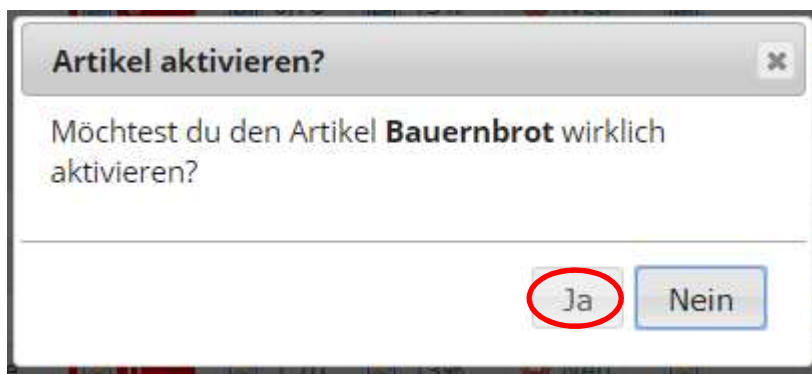 Artikel aktivieren?
Möchtest du den Artikel Bauernbrot wirklich
aktivieren?
Ja
Nein